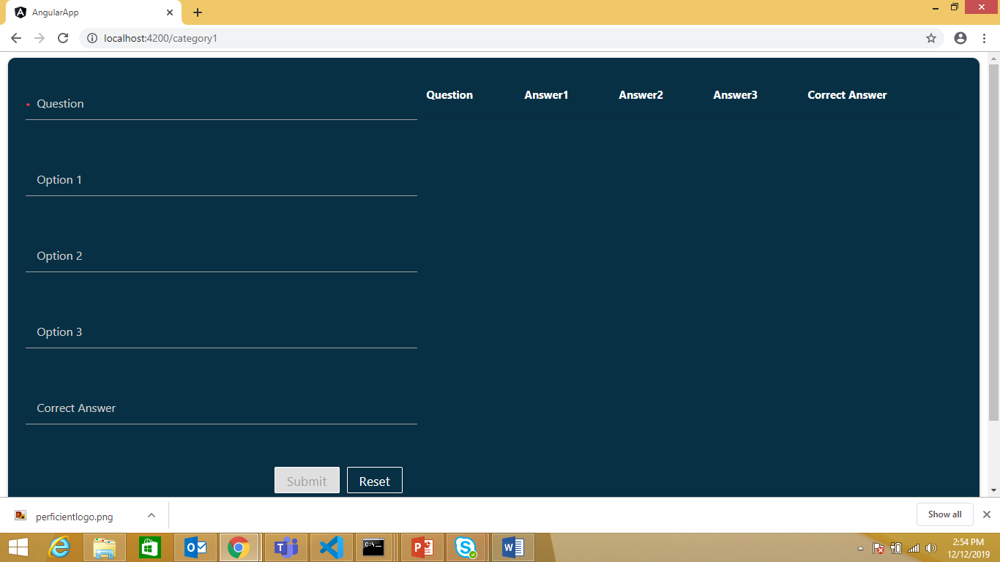 AngularApp
localhost:4200/category1
* Question
Question Answer1 Answer2 Answer3 Correct Answer
Option 1
Option 2
Option 3
Correct Answer
Submit Reset
perficientlogo.png
Show all
2:54 PM
12/12/2019